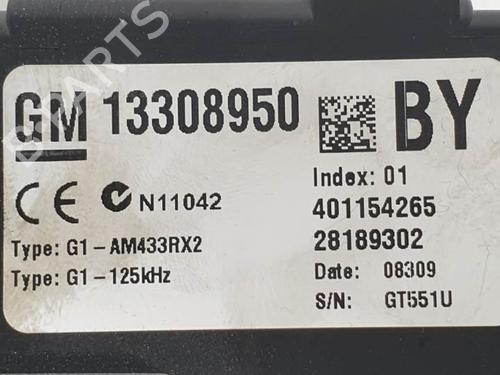 GM 13308950 BY
Index: 01
CE N11042 401154265
28189302
Type: G1-AM433RX2
Date: 08309
Type: G1-125kHz
S/N: GT551U
B PARTS